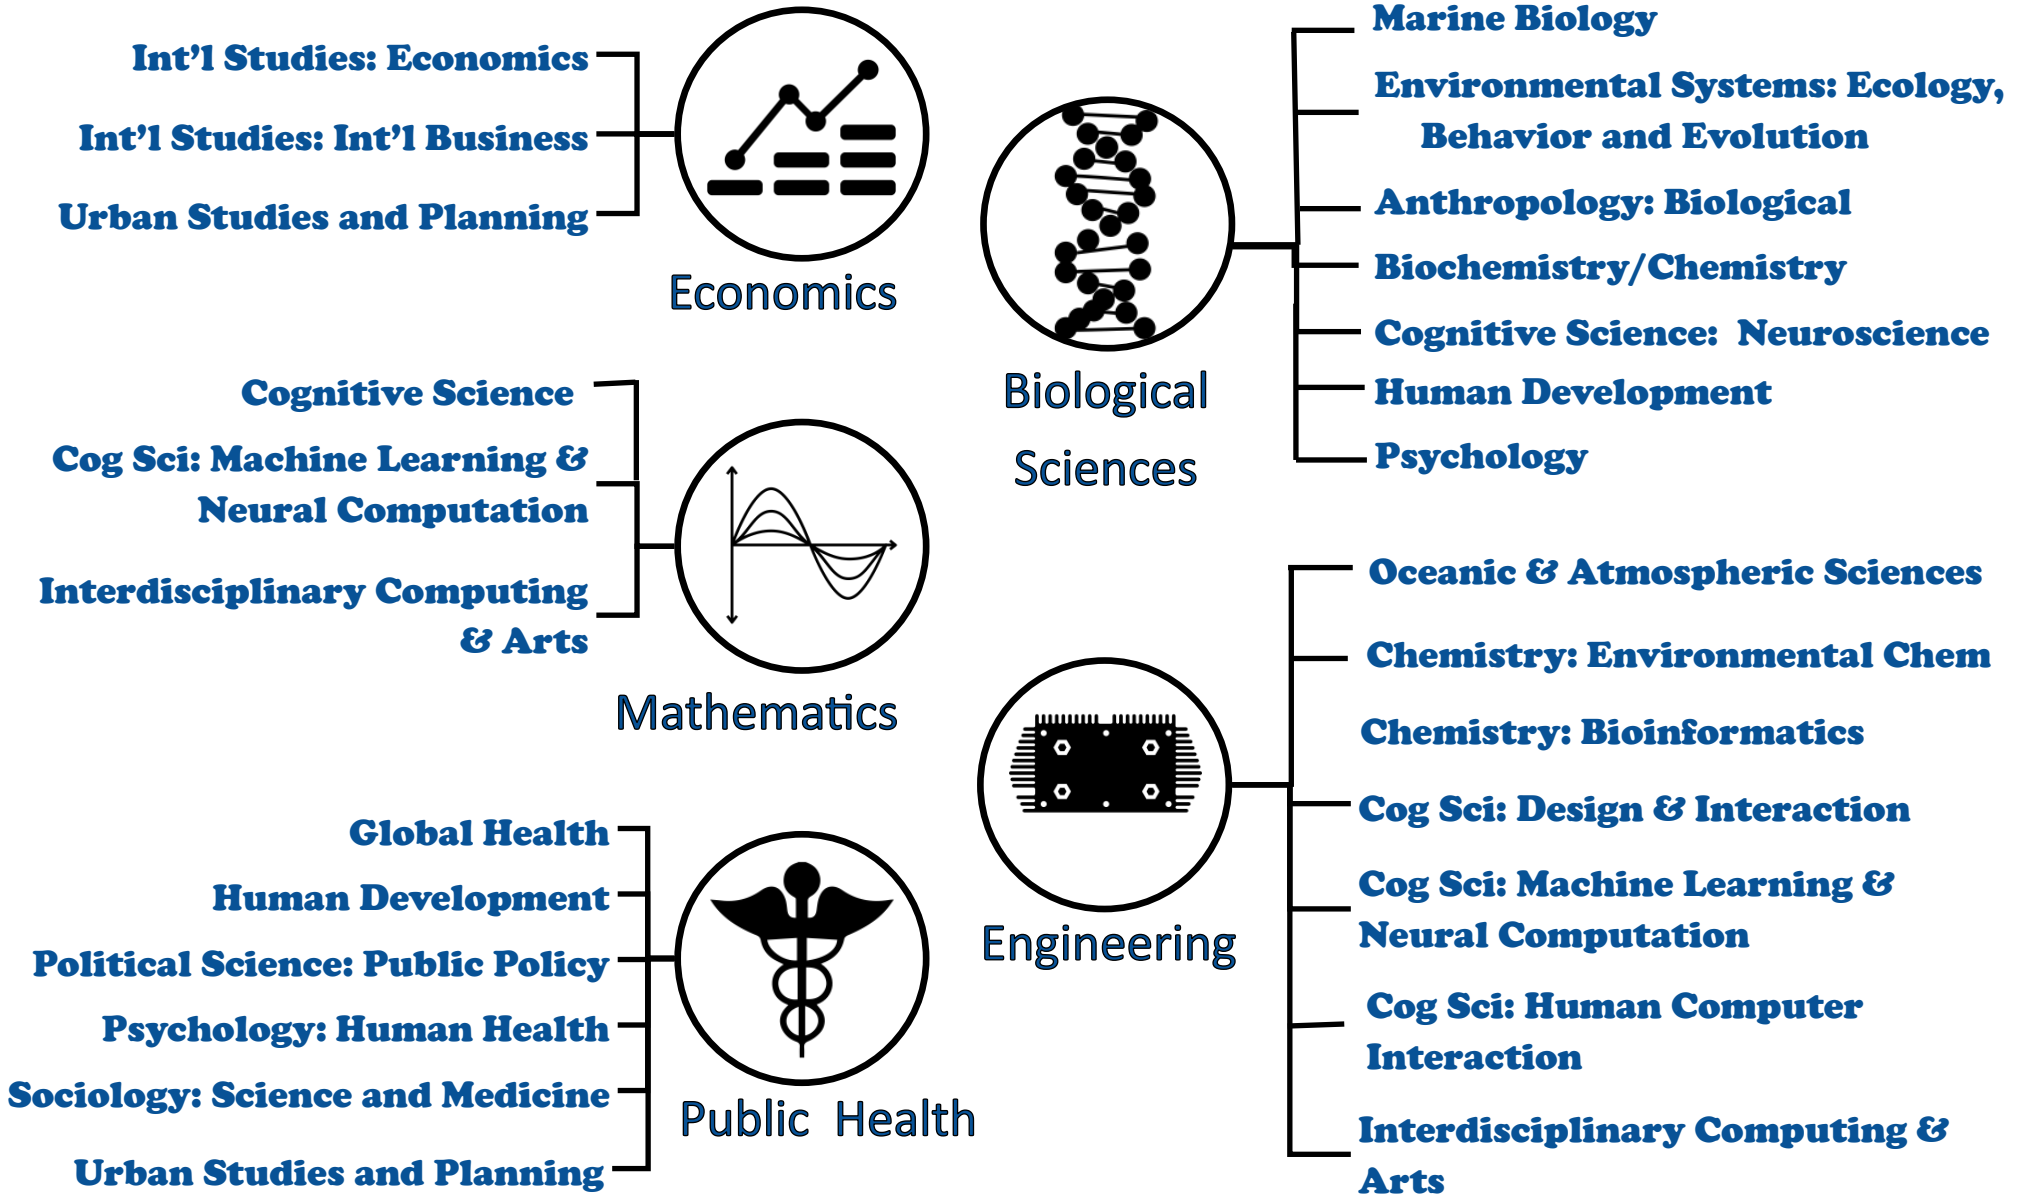 Int’l Studies: Economics
Int’l Studies: Int’l Business
Urban Studies and Planning
Economics
Cognitive Science
Cog Sci: Machine Learning &
Neural Computation
Interdisciplinary Computing
& Arts
Mathematics
Global Health
Human Development
Political Science: Public Policy
Psychology: Human Health
Sociology: Science and Medicine
Urban Studies and Planning
Public Health
Marine Biology
Environmental Systems: Ecology,
Behavior and Evolution
Anthropology: Biological
Biochemistry/Chemistry
Cognitive Science: Neuroscience
Human Development
Psychology
Biological
Sciences
Oceanic & Atmospheric Sciences
Chemistry: Environmental Chem
Chemistry: Bioinformatics
Cog Sci: Design & Interaction
Cog Sci: Machine Learning &
Neural Computation
Cog Sci: Human Computer
Interaction
Interdisciplinary Computing &
Arts
Engineering